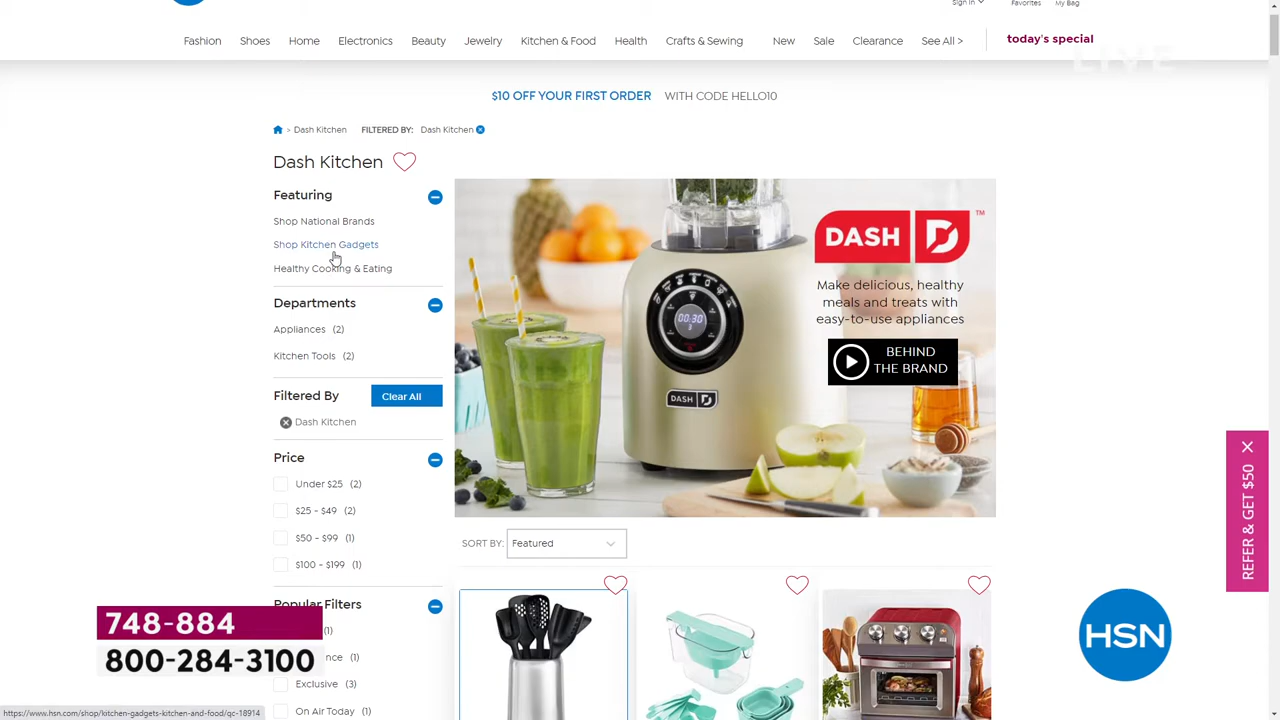 Sign In
Favorites
My Bag
Fashion
Shoes
Home
Electronics
Beauty
Jewelry
Kitchen & Food
Health
Crafts & Sewing
New
Sale
Clearance
See All >
today's special
LIVE
$10 OFF YOUR FIRST ORDER WITH CODE HELLO10
> Dash Kitchen FILTERED BY: Dash Kitchen
Dash Kitchen
Featuring
Shop National Brands
Shop Kitchen Gadgets
Healthy Cooking & Eating
Departments
Appliances (2)
Kitchen Tools (2)
Filtered By
Clear All
Dash Kitchen
Price
Under $25 (2)
$25 - $49 (2)
$50 - $99 (1)
$100 - $199 (1)
Popular Filters
(1)
(1)
Exclusive (3)
On Air Today (1)
00:30
3
DASH D
DASH D™
Make delicious, healthy
meals and treats with
easy-to-use appliances
BEHIND
THE BRAND
SORT BY: Featured
REFER & GET $50
748-884
800-284-3100
HSN
https://www.hsn.com/shop/kitchen-gadgets-kitchen-and-food/qc-18914